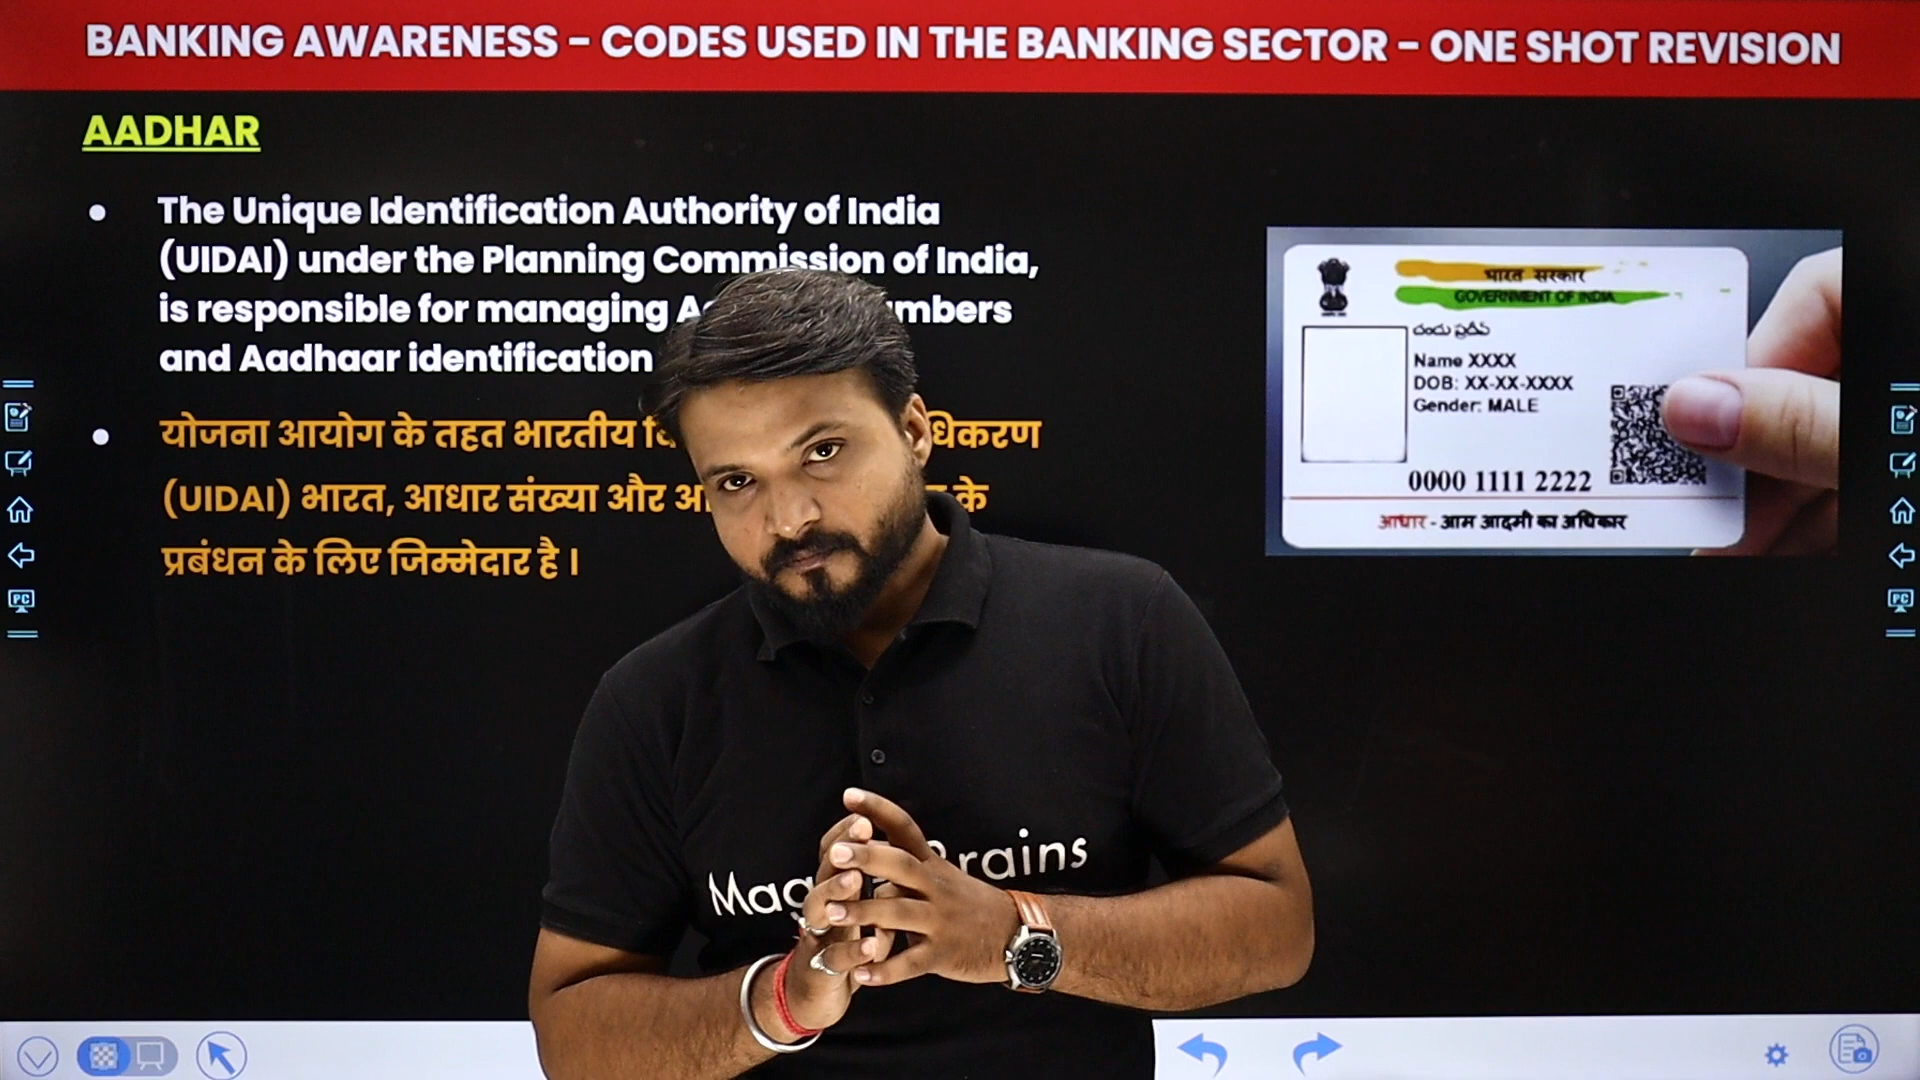 BANKING AWARENESS - CODES USED IN THE BANKING SECTOR - ONE SHOT REVISION
AADHAR
The Unique Identification Authority of India
(UIDAI) under the Planning Commission of India,
is responsible for managing
and Aadhaar identification
योजना आयोग के तहत भारतीय
(UIDAI) भारत, आधार संख्या और के
प्रबंधन के लिए जिम्मेदार है ।
भारत सरकार
GOVERNMENT OF INDIA
చందు ప్రదీప్
Name XXXX
DOB: XX-XX-XXXX
Gender: MALE
0000 1111 2222
आधार - आम आदमी का अधिकार
PC
PC